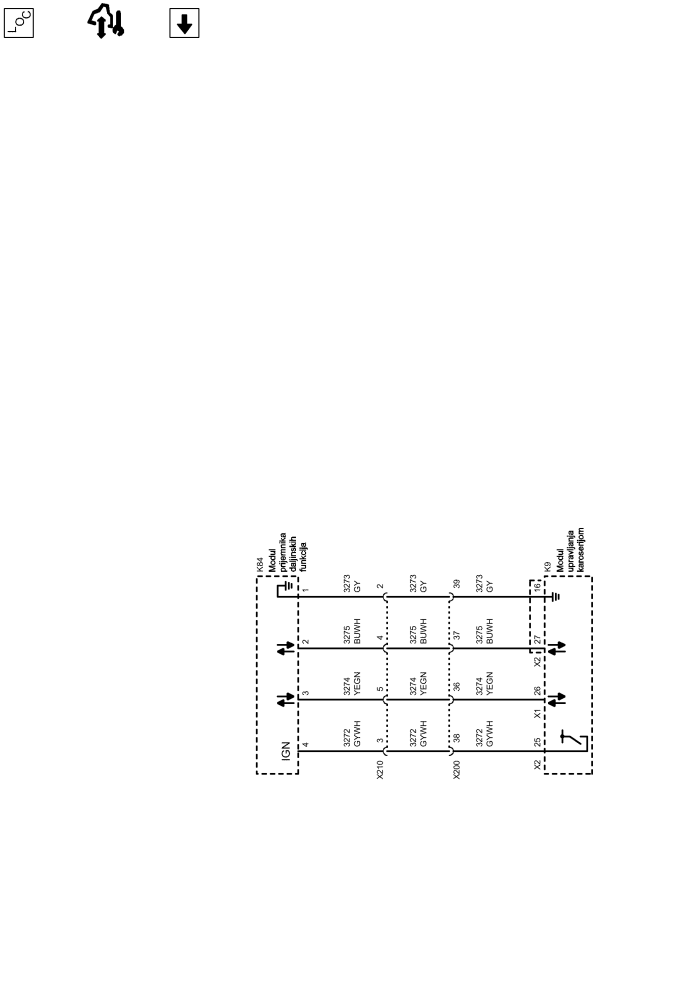 LOC
K84
Modul
prijemnika
daljinskih
funkcija
K9
Modul
upravljanja
karoserijom
1
3273
GY
2
3273
GY
39
3273
GY
16
2
3275
BUWH
4
3275
BUWH
37
3275
BUWH
27
X2
3
3274
YEGN
5
3274
YEGN
36
3274
YEGN
26
X1
IGN
4
3272
GYWH
3
3272
GYWH
38
3272
GYWH
25
X2
X210
X200